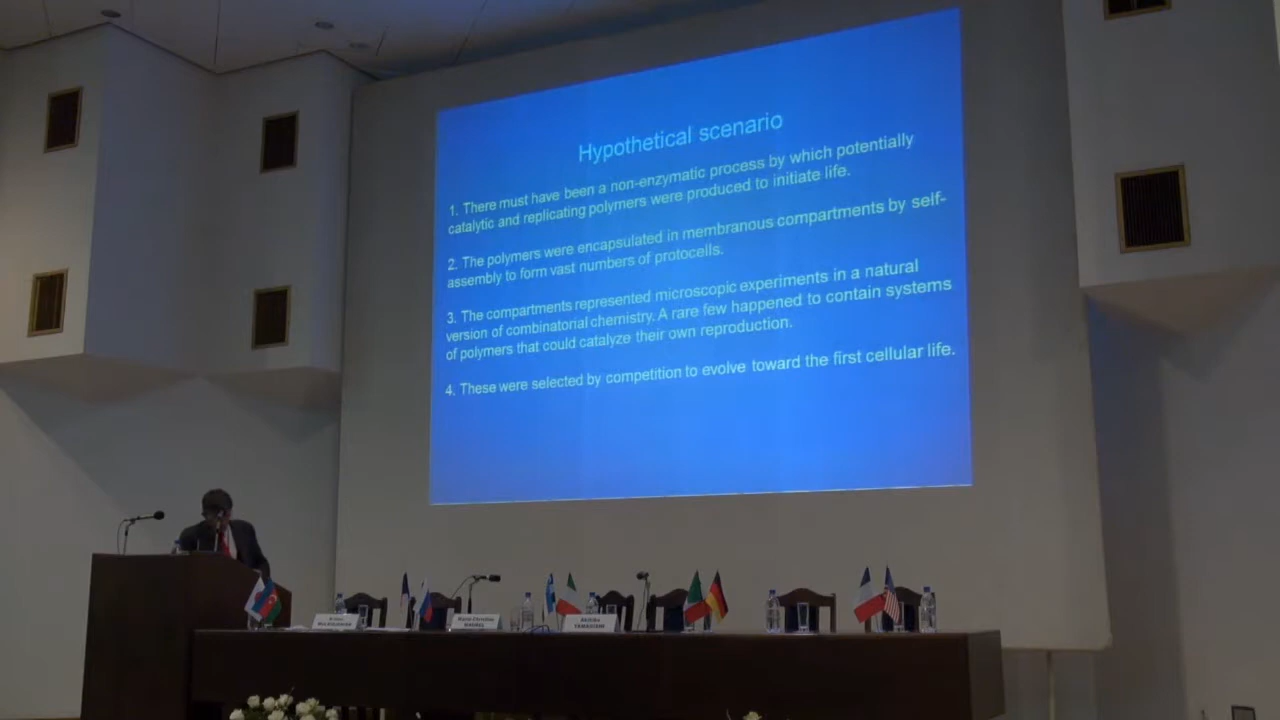 Hypothetical scenario
1. There must have been a non-enzymatic process by which potentially
catalytic and replicating polymers were produced to initiate life.
2. The polymers were encapsulated in membranous compartments by self-
assembly to form vast numbers of protocells.
3. The compartments represented microscopic experiments in a natural
version of combinatorial chemistry. A rare few happened to contain systems
of polymers that could catalyze their own reproduction.
4. These were selected by competition to evolve toward the first cellular life.